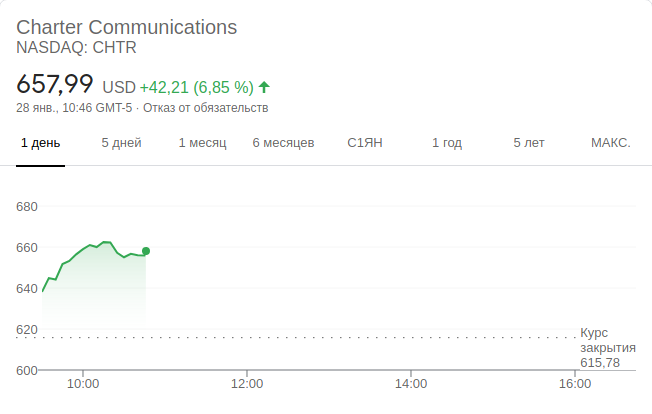 Charter Communications
NASDAQ: CHTR
657,99 USD +42,21 (6,85 %)
28 янв., 10:46 GMT-5 · Отказ от обязательств
1 день 5 дней 1 месяц 6 месяцев С1ЯН 1 год 5 лет МАКС.
680
660
640
620
Курс
закрытия
615,78
600
10:00 12:00 14:00 16:00